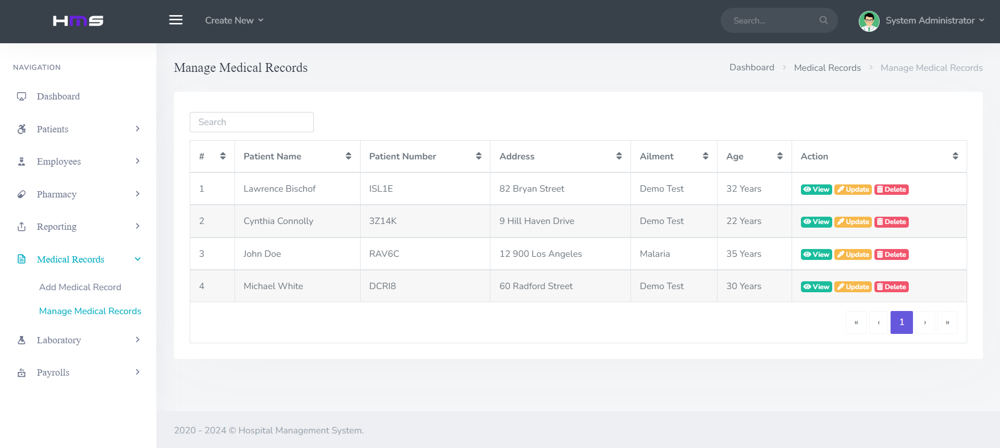 HMS
Create New
Search...
System Administrator
NAVIGATION
Dashboard
Patients
Employees
Pharmacy
Reporting
Medical Records
Add Medical Record
Manage Medical Records
Laboratory
Payrolls
Manage Medical Records
Dashboard > Medical Records > Manage Medical Records
Search
# Patient Name Patient Number Address Ailment Age Action
1 Lawrence Bischof ISL1E 82 Bryan Street Demo Test 32 Years View Update Delete
2 Cynthia Connolly 3Z14K 9 Hill Haven Drive Demo Test 22 Years View Update Delete
3 John Doe RAV6C 12 900 Los Angeles Malaria 35 Years View Update Delete
4 Michael White DCRI8 60 Radford Street Demo Test 30 Years View Update Delete
« ‹ 1 › »
2020 - 2024 © Hospital Management System.